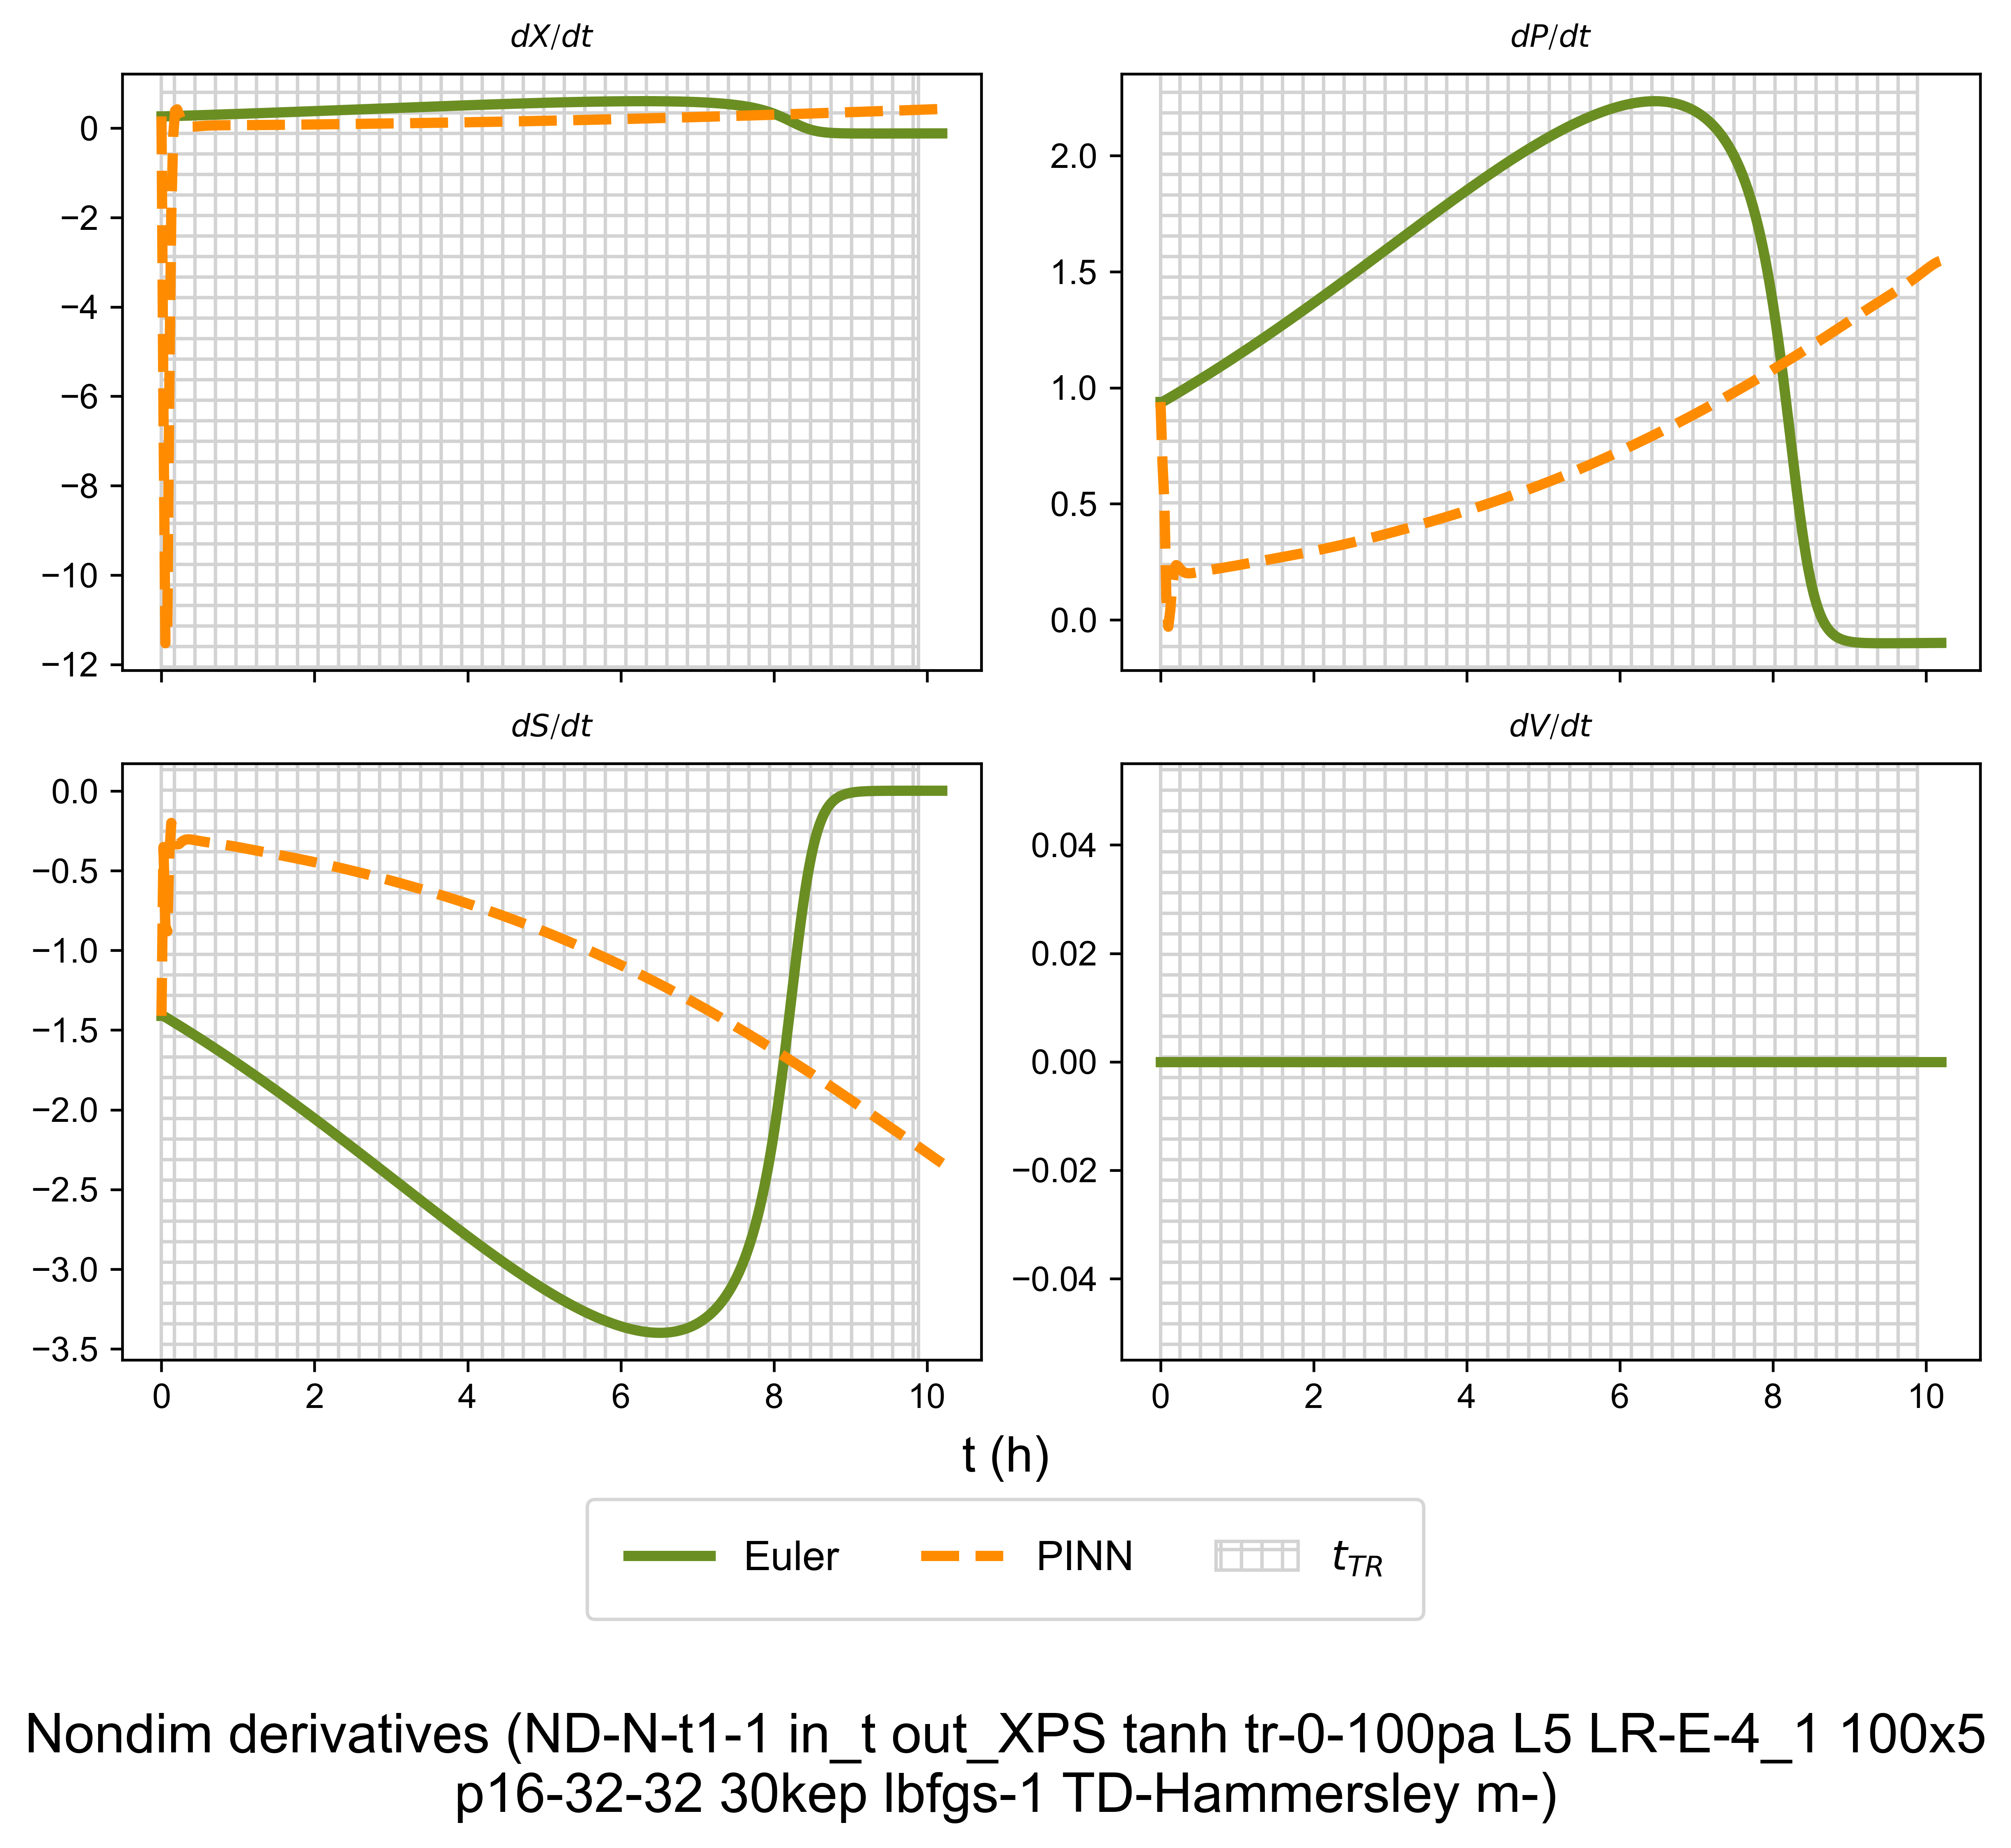 dX/dt
dP/dt
0
−2
−4
−6
−8
−10
−12
2.0
1.5
1.0
0.5
0.0
dS/dt
dV/dt
0.0
−0.5
−1.0
−1.5
−2.0
−2.5
−3.0
−3.5
0.04
0.02
0.00
−0.02
−0.04
0 2 4 6 8 10
0 2 4 6 8 10
t (h)
Euler PINN t_TR
Nondim derivatives (ND-N-t1-1 in_t out_XPS tanh tr-0-100pa L5 LR-E-4_1 100x5
p16-32-32 30kep lbfgs-1 TD-Hammersley m-)